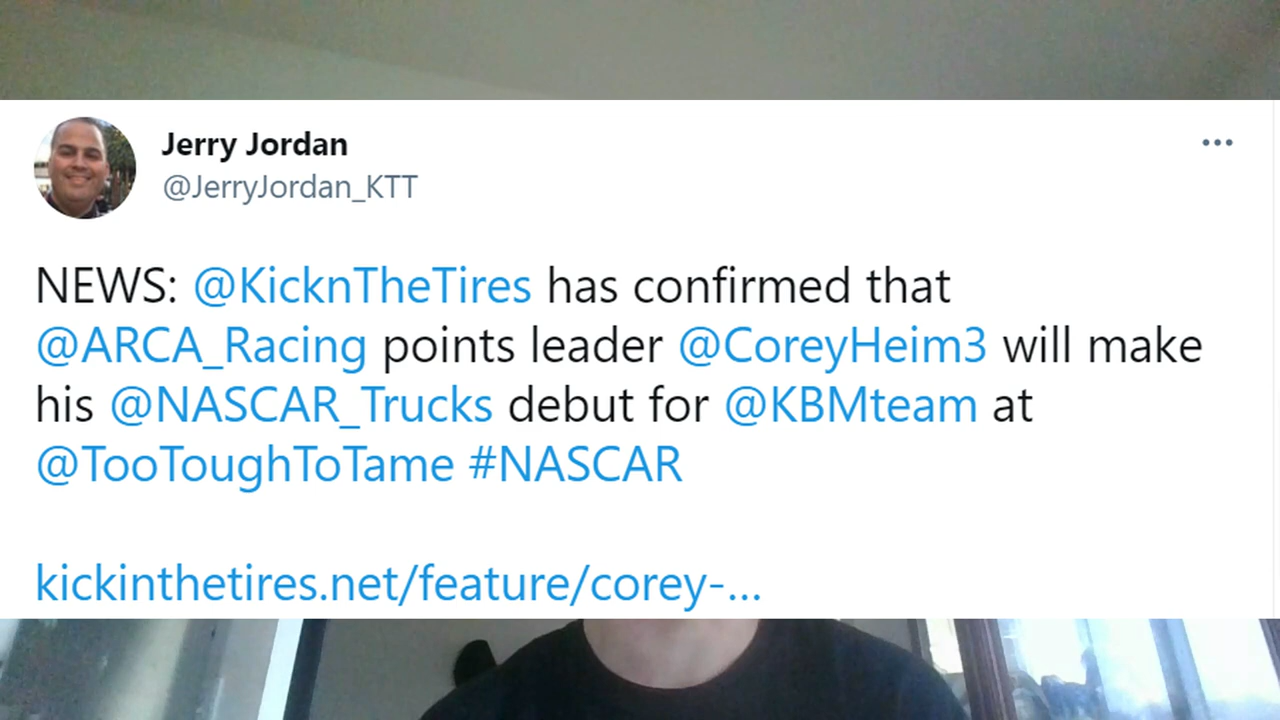 Jerry Jordan
@JerryJordan_KTT
NEWS: @KicknTheTires has confirmed that
@ARCA_Racing points leader @CoreyHeim3 will make
his @NASCAR_Trucks debut for @KBMteam at
@TooToughToTame #NASCAR
kickinthetires.net/feature/corey-...